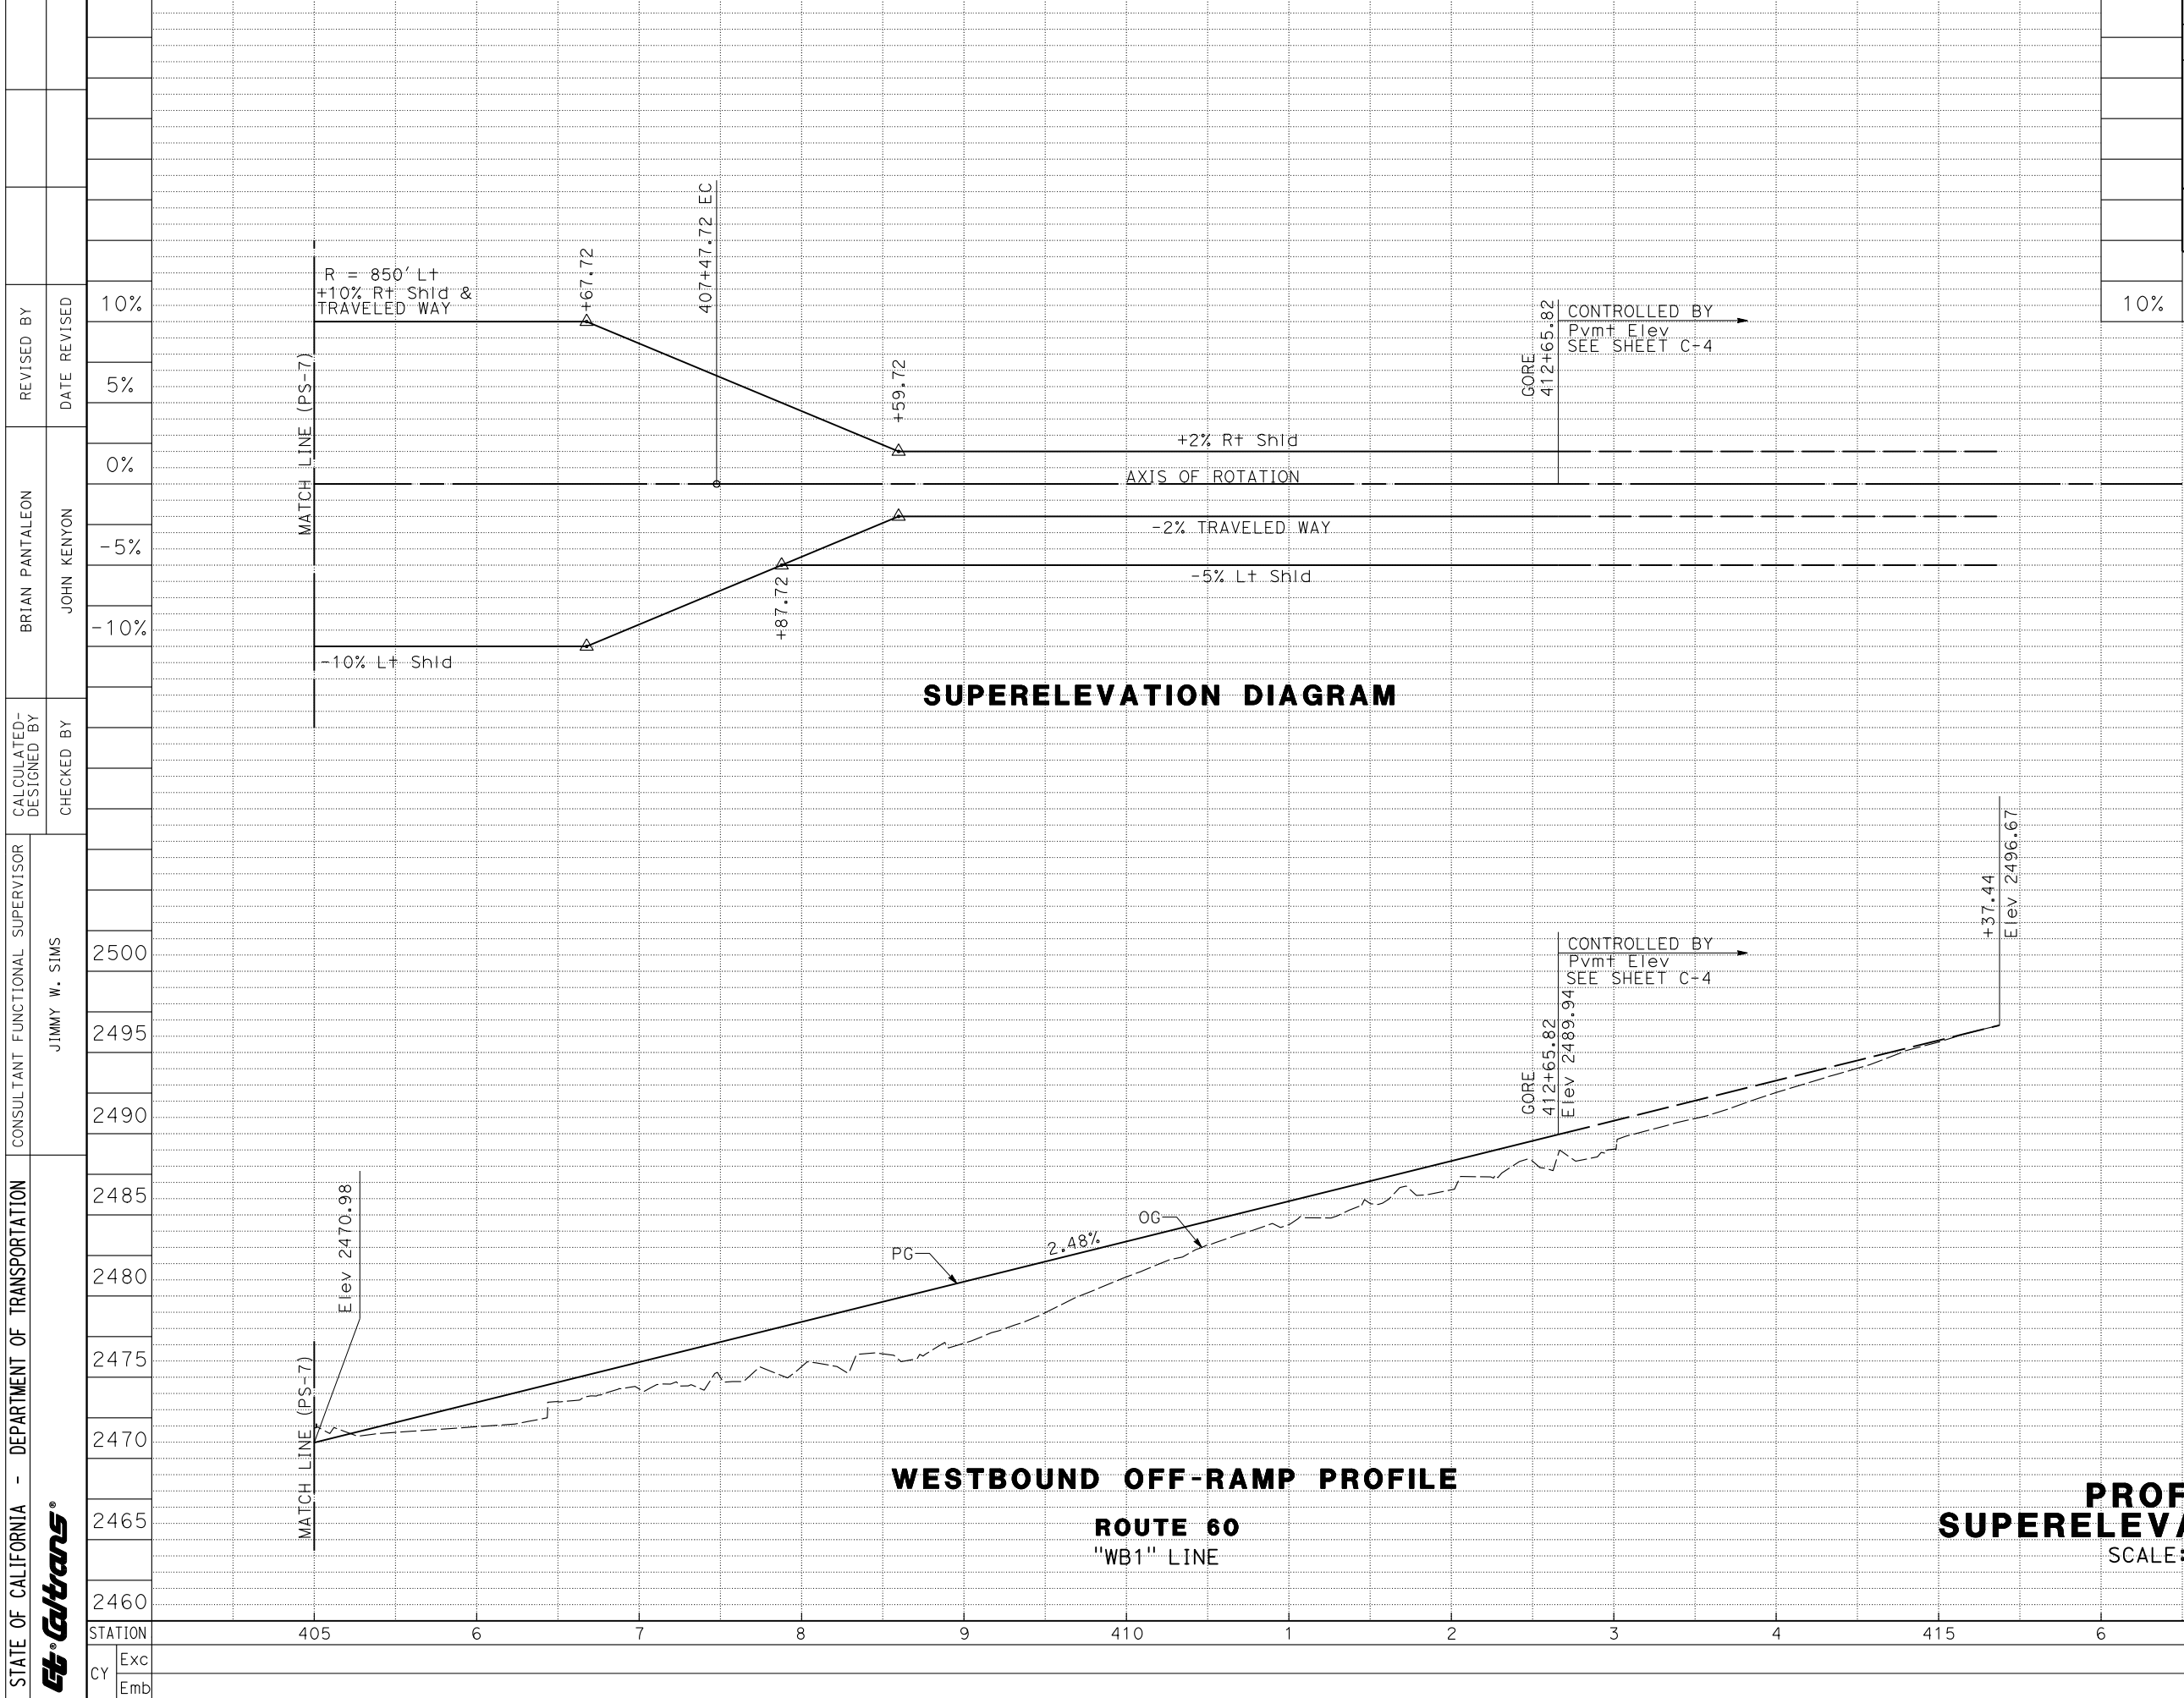 R = 850' Lt
+10% Rt Shld &
TRAVELED WAY
+67.72
407+47.72 EC
+59.72
GORE
412+65.82
CONTROLLED BY
Pvmt Elev
SEE SHEET C-4
MATCH LINE (PS-7)
+2% Rt Shld
AXIS OF ROTATION
-2% TRAVELED WAY
-5% Lt Shld
+87.72
-10% Lt Shld
10%
5%
0%
-5%
-10%
10%
SUPERELEVATION DIAGRAM
+37.44
Elev 2496.67
CONTROLLED BY
Pvmt Elev
SEE SHEET C-4
GORE
412+65.82
Elev 2489.94
Elev 2470.98
MATCH LINE (PS-7)
PG
2.48%
OG
2500
2495
2490
2485
2480
2475
2470
2465
2460
WESTBOUND OFF-RAMP PROFILE
ROUTE 60
"WB1" LINE
PROF
SUPERELEVA
SCALE:
STATION
405 6 7 8 9 410 1 2 3 4 415 6
CY
Exc
Emb
REVISED BY
DATE REVISED
BRIAN PANTALEON
JOHN KENYON
CALCULATED-
DESIGNED BY
CHECKED BY
CONSULTANT FUNCTIONAL SUPERVISOR
JIMMY W. SIMS
STATE OF CALIFORNIA - DEPARTMENT OF TRANSPORTATION
Caltrans®